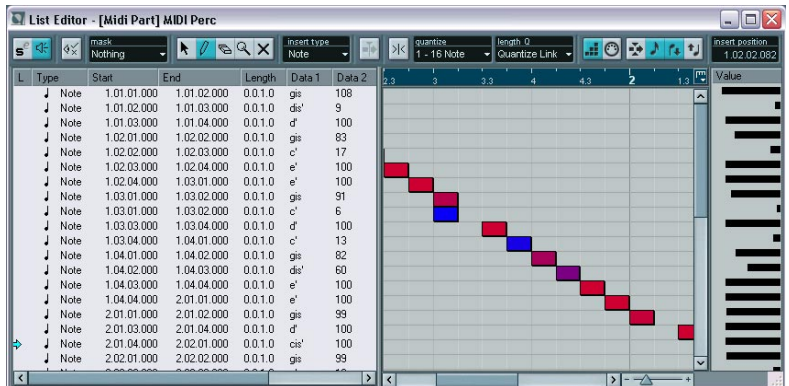 List Editor - [Midi Part] MIDI Perc
mask
Nothing
insert type
Note
quantize
1 - 16 Note
length Q
Quantize Link
insert position
1.02.02.082
L Type Start End Length Data 1 Data 2
2.3 3 3.3 4 4.3 2 1.3
Value
Note 1.01.01.000 1.01.02.000 0.0.1.0 gis 108
Note 1.01.02.000 1.01.03.000 0.0.1.0 dis' 9
Note 1.01.03.000 1.01.04.000 0.0.1.0 d' 100
Note 1.02.01.000 1.02.02.000 0.0.1.0 gis 83
Note 1.02.02.000 1.02.03.000 0.0.1.0 c' 17
Note 1.02.03.000 1.02.04.000 0.0.1.0 e' 100
Note 1.02.04.000 1.03.01.000 0.0.1.0 e' 100
Note 1.03.01.000 1.03.02.000 0.0.1.0 gis 91
Note 1.03.01.000 1.03.02.000 0.0.1.0 c' 6
Note 1.03.03.000 1.03.04.000 0.0.1.0 d' 100
Note 1.03.04.000 1.04.01.000 0.0.1.0 c' 13
Note 1.04.01.000 1.04.02.000 0.0.1.0 gis 82
Note 1.04.02.000 1.04.03.000 0.0.1.0 dis' 60
Note 1.04.03.000 1.04.04.000 0.0.1.0 e' 100
Note 1.04.04.000 2.01.01.000 0.0.1.0 e' 100
Note 2.01.01.000 2.01.02.000 0.0.1.0 gis 99
Note 2.01.03.000 2.01.04.000 0.0.1.0 d' 100
Note 2.01.04.000 2.02.01.000 0.0.1.0 cis' 100
Note 2.02.01.000 2.02.02.000 0.0.1.0 gis 99